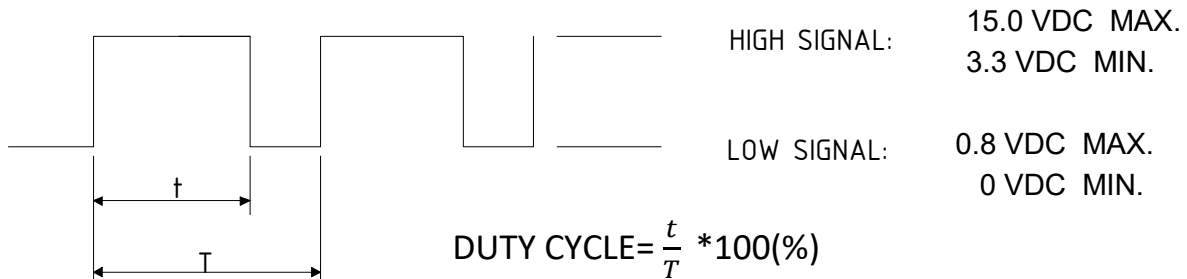 HIGH SIGNAL: 15.0 VDC MAX.
3.3 VDC MIN.
LOW SIGNAL: 0.8 VDC MAX.
0 VDC MIN.
t
T
DUTY CYCLE= t/T *100(%)